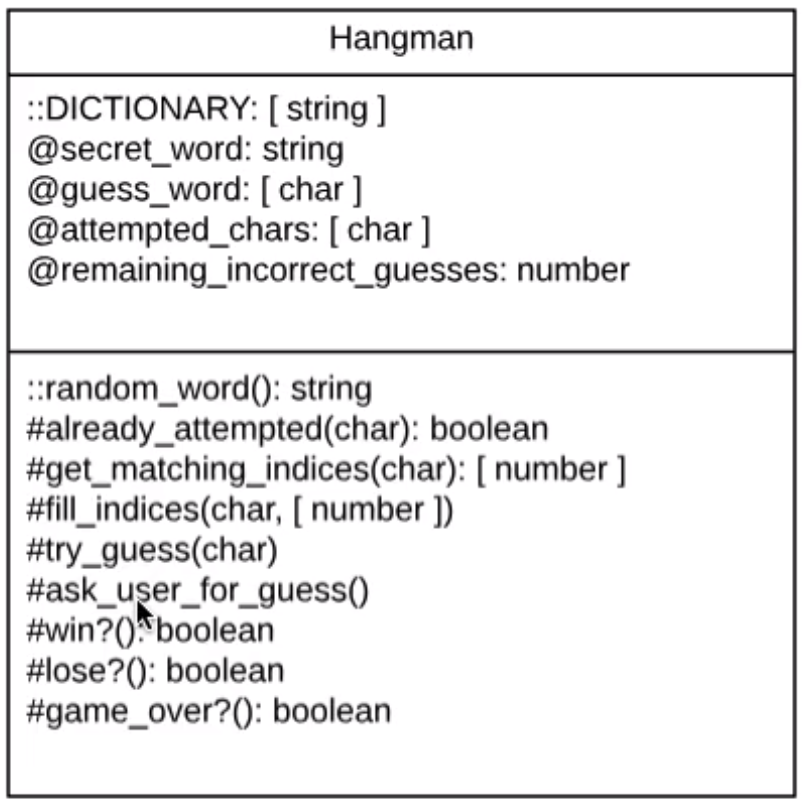 Hangman
::DICTIONARY: [ string ]
@secret_word: string
@guess_word: [ char ]
@attempted_chars: [ char ]
@remaining_incorrect_guesses: number
::random_word(): string
#already_attempted(char): boolean
#get_matching_indices(char): [ number ]
#fill_indices(char, [ number ])
#try_guess(char)
#ask_user_for_guess()
#win?(): boolean
#lose?(): boolean
#game_over?(): boolean